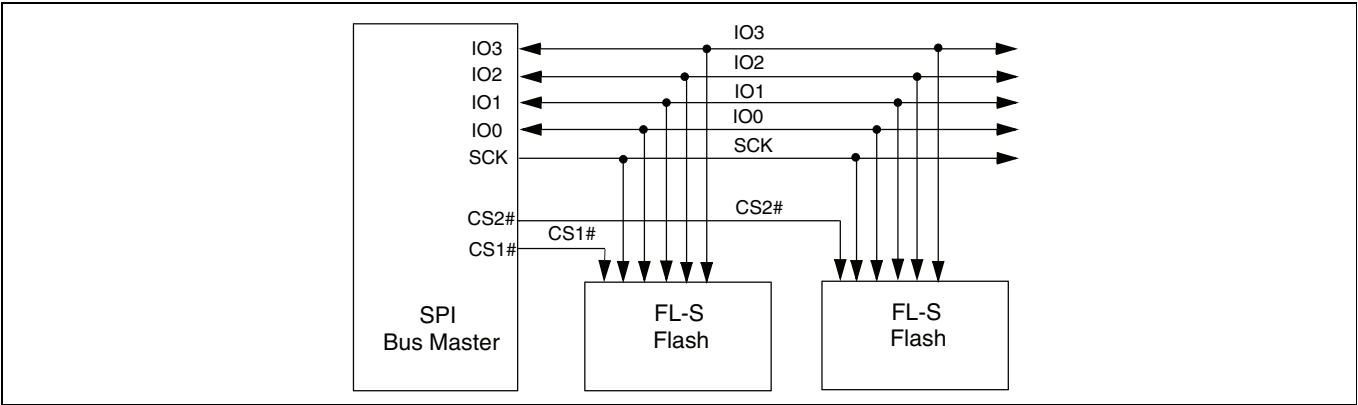 IO3
IO3
IO2
IO2
IO1
IO1
IO0
IO0
SCK
SCK
CS2#
CS2#
CS1#
CS1#
SPI
Bus Master
FL-S
Flash
FL-S
Flash